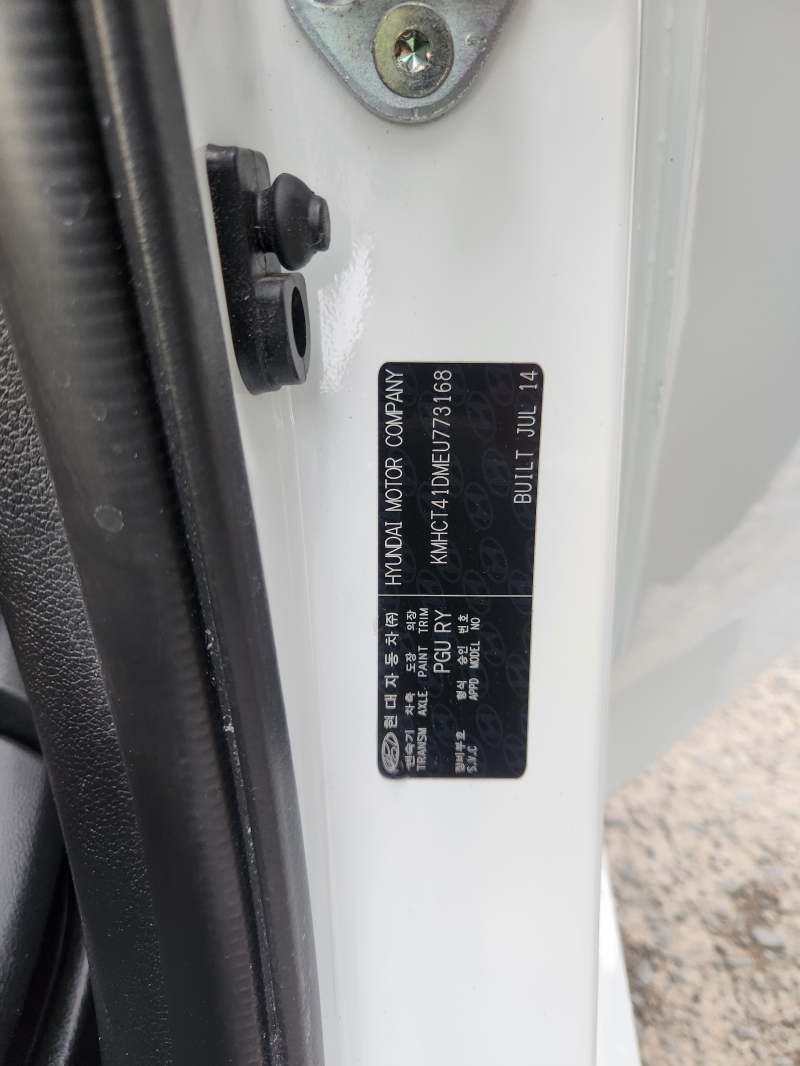 현대자동차(주) HYUNDAI MOTOR COMPANY
변속기 차축 도장 의장
TRANSM AXLE PAINT TRIM
PGU RY
KMHCT41DMEU773168
정비부호 형식 승인 번호
S.V.C APPD MODEL NO
BUILT JUL 14